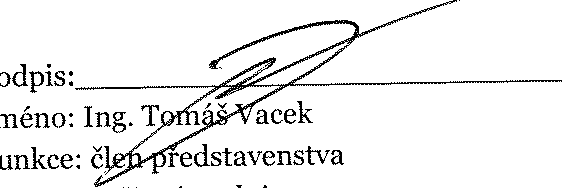 odpis:
méno: Ing. Tomáš Vacek
unkce: člen představenstva